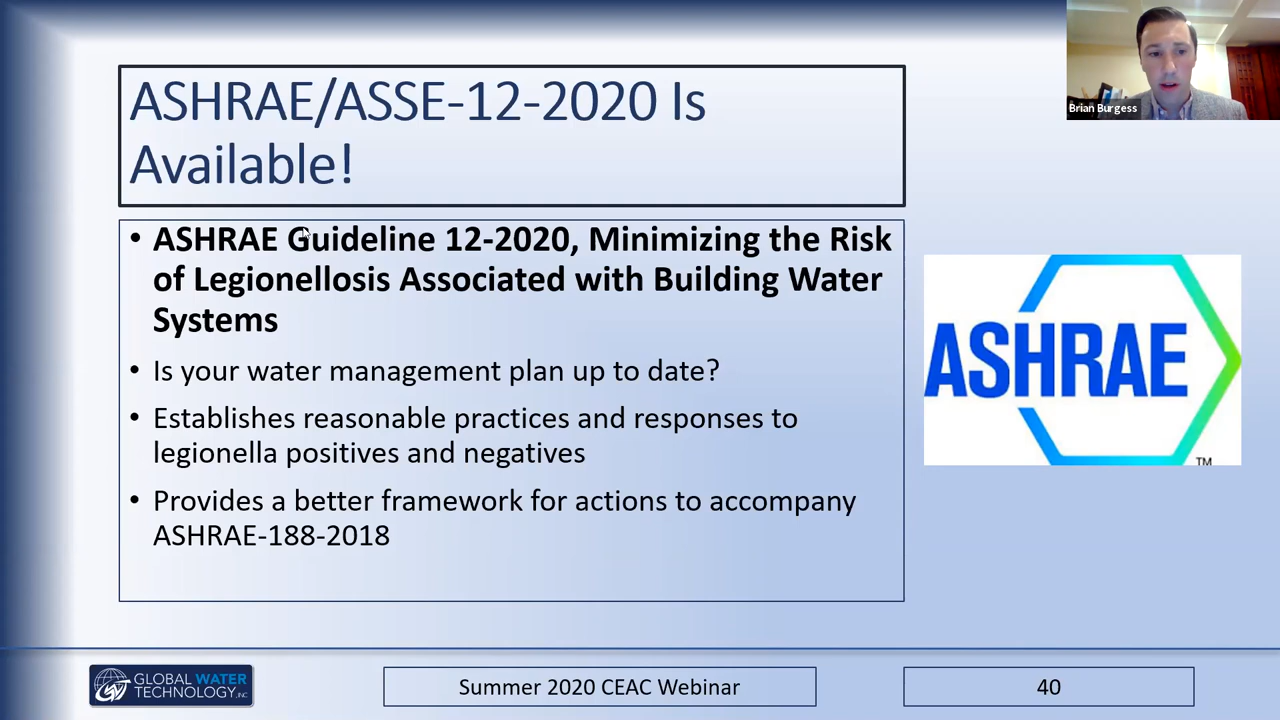 ASHRAE/ASSE-12-2020 Is
Available!
Brian Burgess
• ASHRAE Guideline 12-2020, Minimizing the Risk
of Legionellosis Associated with Building Water
Systems
• Is your water management plan up to date?
• Establishes reasonable practices and responses to
legionella positives and negatives
• Provides a better framework for actions to accompany
ASHRAE-188-2018
ASHRAE
TM
GLOBAL WATER
TECHNOLOGY, INC
Summer 2020 CEAC Webinar
40